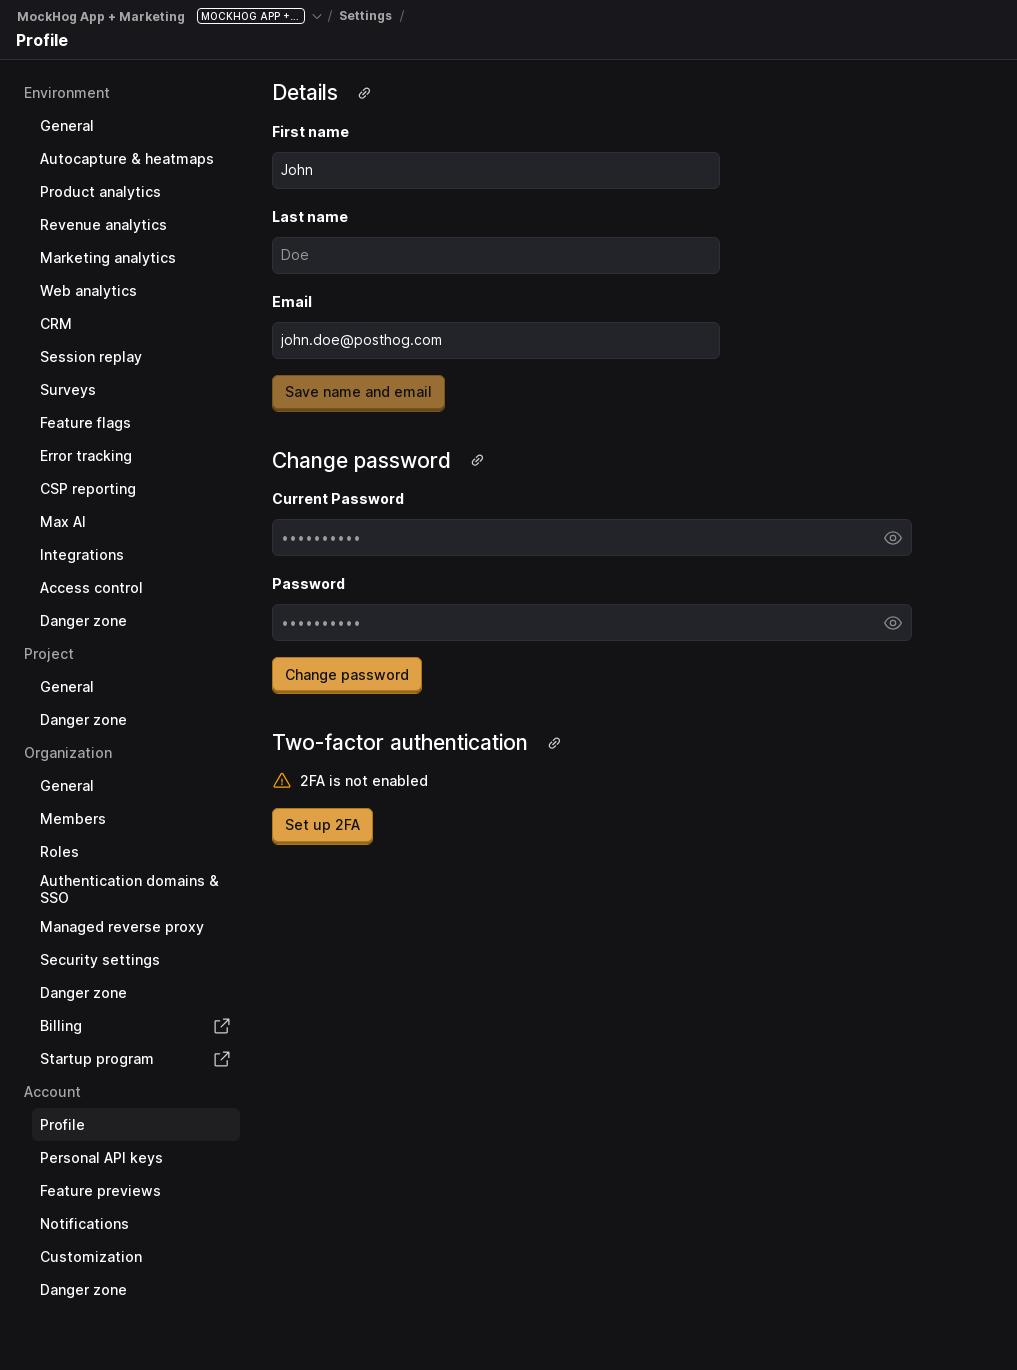 MockHog App + Marketing MOCKHOG APP +... / Settings /
Profile
Environment
General
Autocapture & heatmaps
Product analytics
Revenue analytics
Marketing analytics
Web analytics
CRM
Session replay
Surveys
Feature flags
Error tracking
CSP reporting
Max AI
Integrations
Access control
Danger zone
Project
General
Danger zone
Organization
General
Members
Roles
Authentication domains &
SSO
Managed reverse proxy
Security settings
Danger zone
Billing
Startup program
Account
Profile
Personal API keys
Feature previews
Notifications
Customization
Danger zone
Details
First name
John
Last name
Doe
Email
john.doe@posthog.com
Save name and email
Change password
Current Password
••••••••••
Password
••••••••••
Change password
Two-factor authentication
2FA is not enabled
Set up 2FA